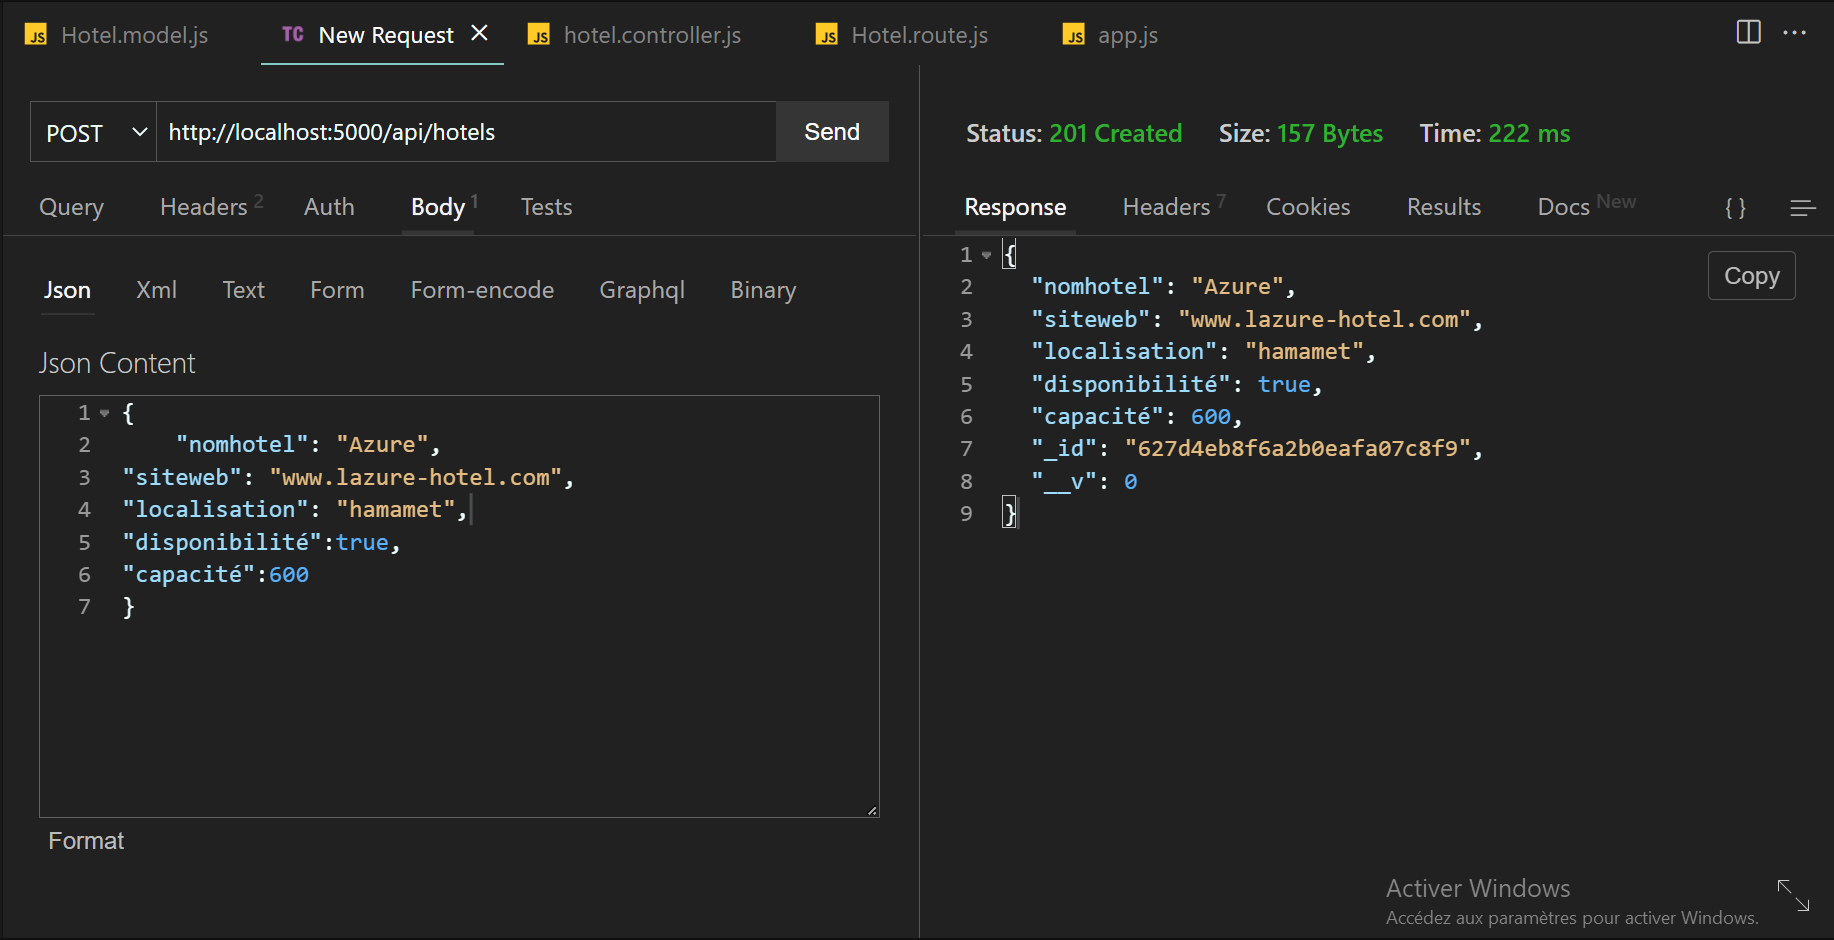 JS Hotel.model.js TC New Request JS hotel.controller.js JS Hotel.route.js JS app.js
POST http://localhost:5000/api/hotels Send
Query Headers 2 Auth Body 1 Tests
Json Xml Text Form Form-encode Graphql Binary
Json Content
1 {
2 "nomhotel": "Azure",
3 "siteweb": "www.lazure-hotel.com",
4 "localisation": "hamamet",
5 "disponibilité":true,
6 "capacité":600
7 }
Format
Status: 201 Created Size: 157 Bytes Time: 222 ms
Response Headers 7 Cookies Results Docs New { }
Copy
1 {
2 "nomhotel": "Azure",
3 "siteweb": "www.lazure-hotel.com",
4 "localisation": "hamamet",
5 "disponibilité": true,
6 "capacité": 600,
7 "_id": "627d4eb8f6a2b0eafa07c8f9",
8 "__v": 0
9 }
Activer Windows
Accédez aux paramètres pour activer Windows.